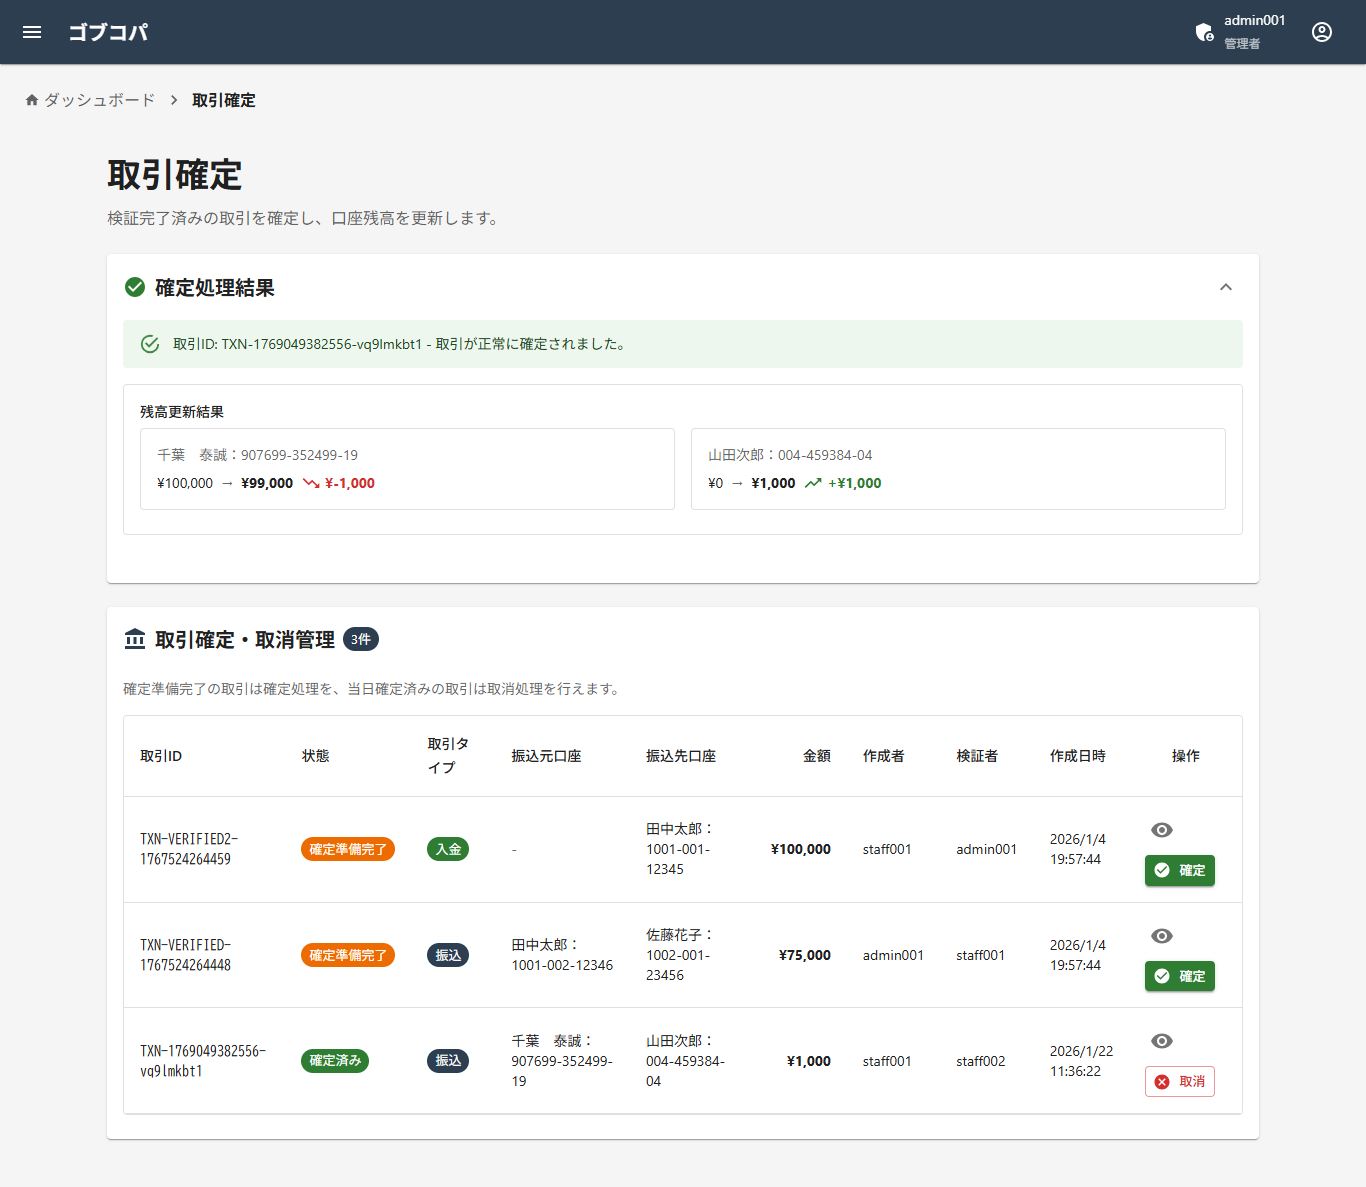 ゴブコパ
admin001
管理者
ダッシュボード > 取引確定
取引確定
検証完了済みの取引を確定し、口座残高を更新します。
確定処理結果
取引ID: TXN-1769049382556-vq9lmkbt1 - 取引が正常に確定されました。
残高更新結果
千葉　泰誠：907699-352499-19
¥100,000 → ¥99,000 ¥-1,000
山田次郎：004-459384-04
¥0 → ¥1,000 +¥1,000
取引確定・取消管理 3件
確定準備完了の取引は確定処理を、当日確定済みの取引は取消処理を行えます。
取引ID 状態 取引タ 振込元口座 振込先口座 金額 作成者 検証者 作成日時 操作
イプ
TXN-VERIFIED2-
1767524264459
確定準備完了
入金
-
田中太郎：
1001-001-
12345
¥100,000
staff001
admin001
2026/1/4
19:57:44
確定
TXN-VERIFIED-
1767524264448
確定準備完了
振込
田中太郎：
1001-002-12346
佐藤花子：
1002-001-
23456
¥75,000
admin001
staff001
2026/1/4
19:57:44
確定
TXN-1769049382556-
vq9lmkbt1
確定済み
振込
千葉　泰誠：
907699-352499-
19
山田次郎：
004-459384-
04
¥1,000
staff001
staff002
2026/1/22
11:36:22
取消